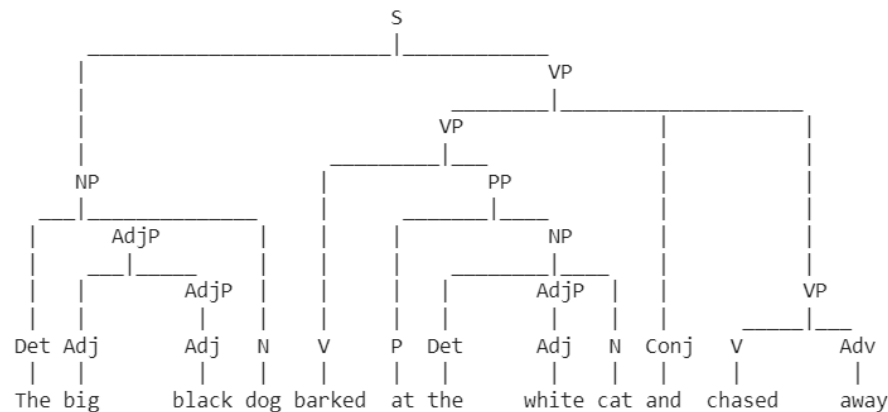 S
VP
VP
NP PP
AdjP NP
AdjP AdjP VP
Det Adj Adj N V P Det Adj N Conj V Adv
The big black dog barked at the white cat and chased away